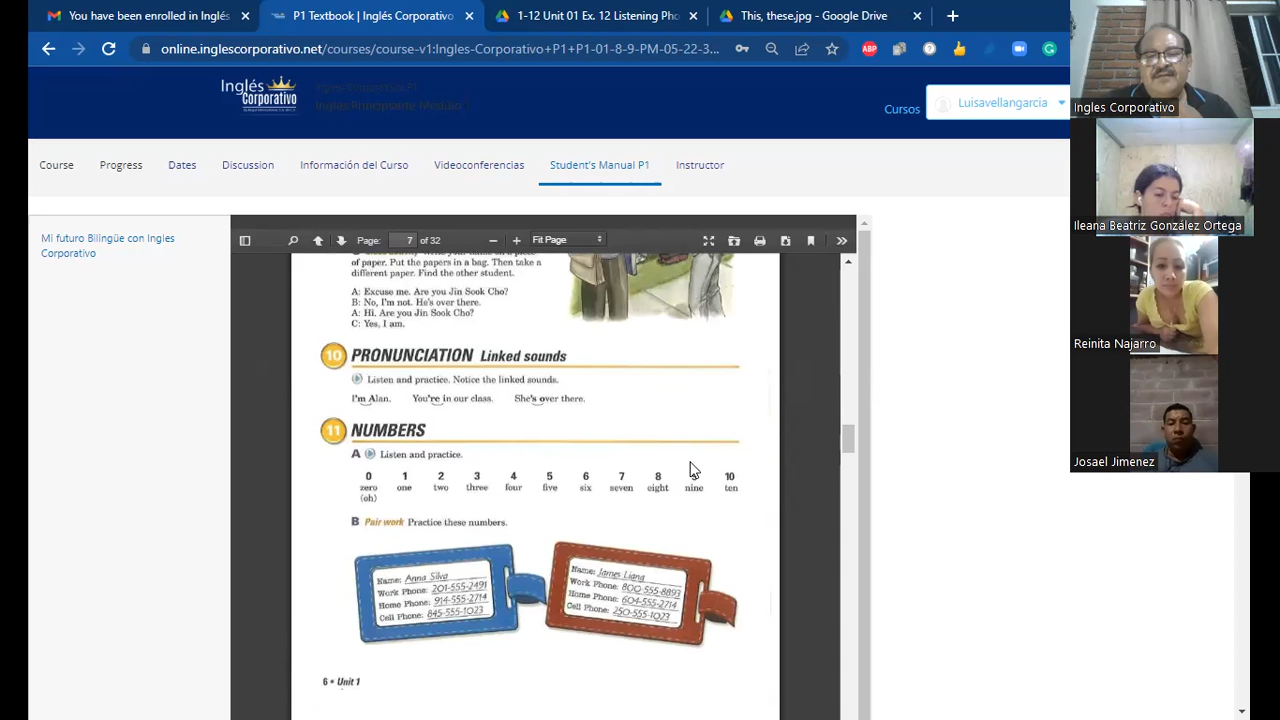 You have been enrolled in Inglés
P1 Textbook | Inglés Corporativo
1-12 Unit 01 Ex. 12 Listening Ph
This, these.jpg - Google Drive
online.inglescorporativo.net/courses/course-v1:Ingles-Corporativo+P1+P1-01-8-9-PM-05-22-3...
ABP
Inglés
Corporativo
Ingles Corporativo P1
Inglés Principiante Modulo
Cursos
Luisavellangarcia
Course
Progress
Dates
Discussion
Información del Curso
Videoconferencias
Student's Manual P1
Instructor
Mi futuro Bilingüe con Ingles
Corporativo
Page: 7 of 32
Fit Page
of paper. Put the papers in a bag. Then take a
different paper. Find the other student.
A: Excuse me. Are you Jin Sook Cho?
B: No, I'm not. He's over there.
A: Hi. Are you Jin Sook Cho?
C: Yes, I am.
10 PRONUNCIATION Linked sounds
Listen and practice. Notice the linked sounds.
I'm Alan. You're in our class. She's over there.
11 NUMBERS
A Listen and practice.
0 1 2 3 4 5 6 7 8 10
zero one two three four five six seven eight nine ten
(oh)
B Pair work Practice these numbers.
Name: Anna Silva
Work Phone: 201-555-2491
Home Phone: 914-555-2714
Cell Phone: 845-555-1023
Name: James Liang
Work Phone: 800-555-8893
Home Phone: 604-555-2714
Cell Phone: 250-555-1023
6 • Unit 1
Ingles Corporativo
Ileana Beatriz González Ortega
Reinita Najarro
Josael Jimenez